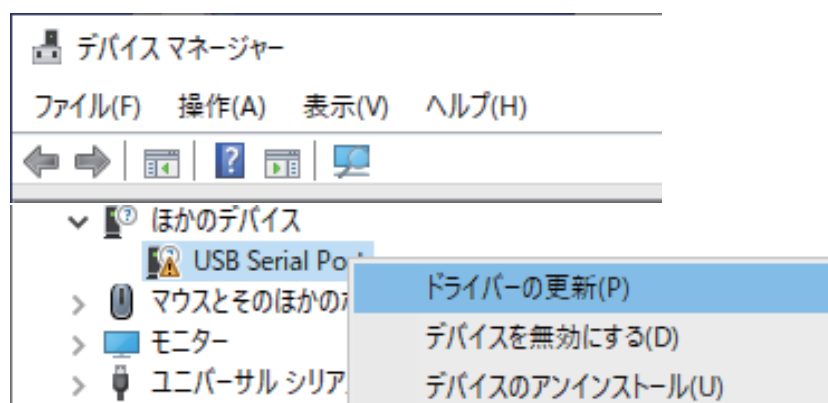 デバイス マネージャー
ファイル(F) 操作(A) 表示(V) ヘルプ(H)
ほかのデバイス
USB Serial
ドライバーの更新(P)
マウスとそのほかの
デバイスを無効にする(D)
モニター
ユニバーサル シリア
デバイスのアンインストール(U)